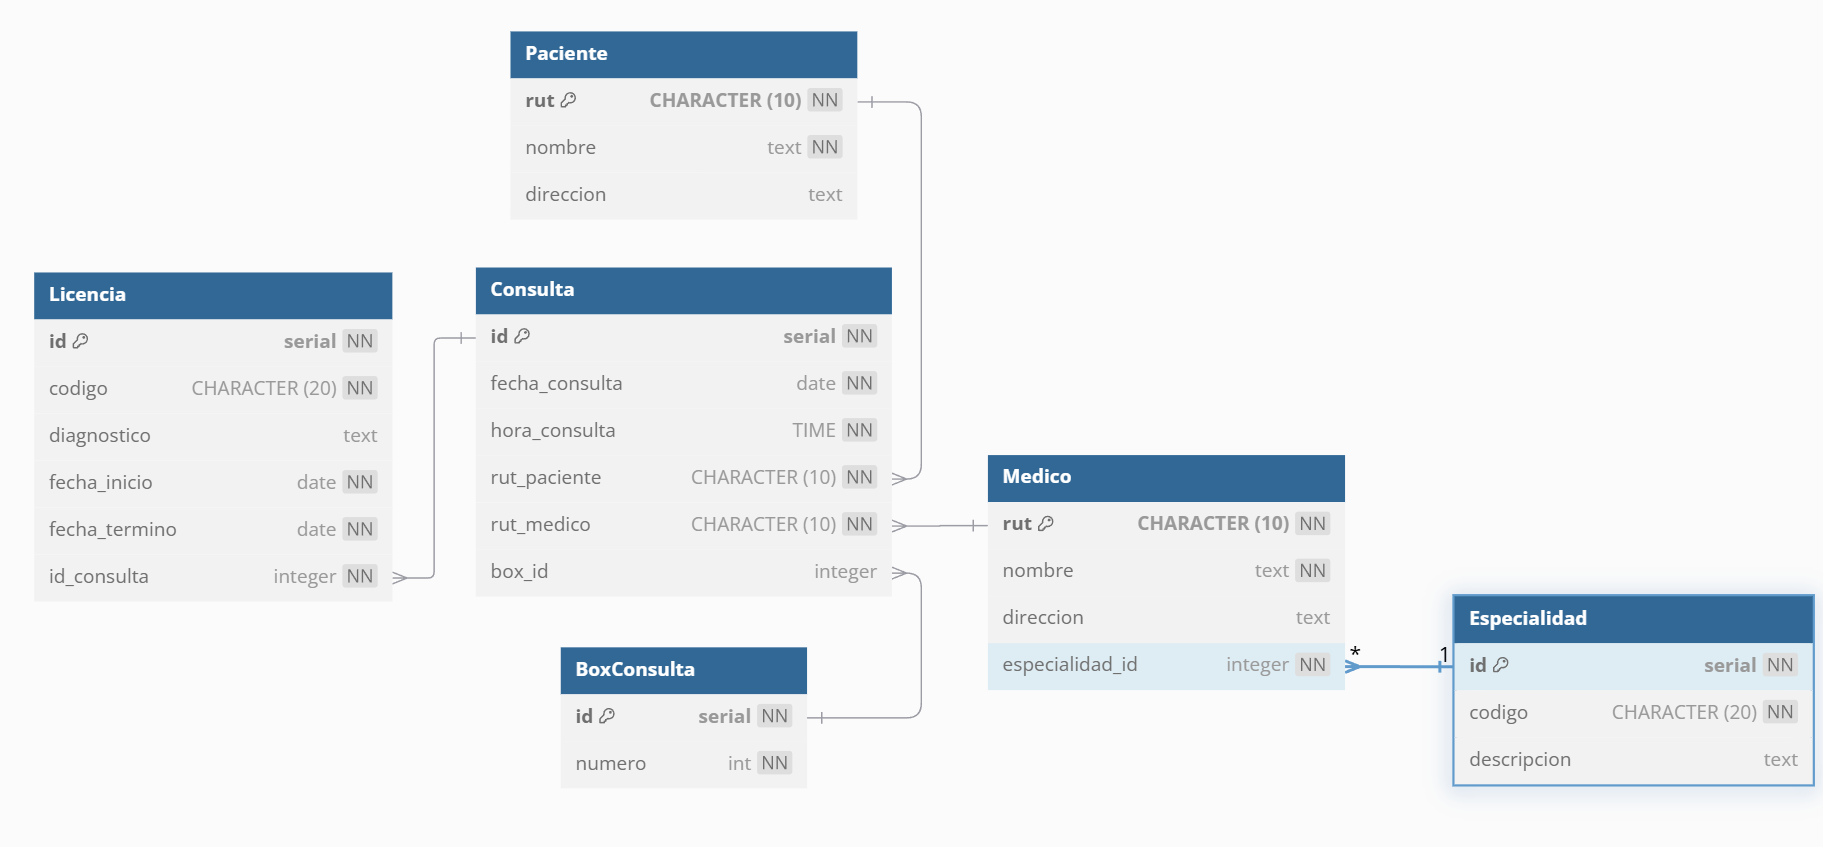 Paciente
rut CHARACTER (10) NN
nombre text NN
direccion text
Licencia
id serial NN
codigo CHARACTER (20) NN
diagnostico text
fecha_inicio date NN
fecha_termino date NN
id_consulta integer NN
Consulta
id serial NN
fecha_consulta date NN
hora_consulta TIME NN
rut_paciente CHARACTER (10) NN
rut_medico CHARACTER (10) NN
box_id integer
BoxConsulta
id serial NN
numero int NN
Medico
rut CHARACTER (10) NN
nombre text NN
direccion text
especialidad_id integer NN
* 1
Especialidad
id serial NN
codigo CHARACTER (20) NN
descripcion text